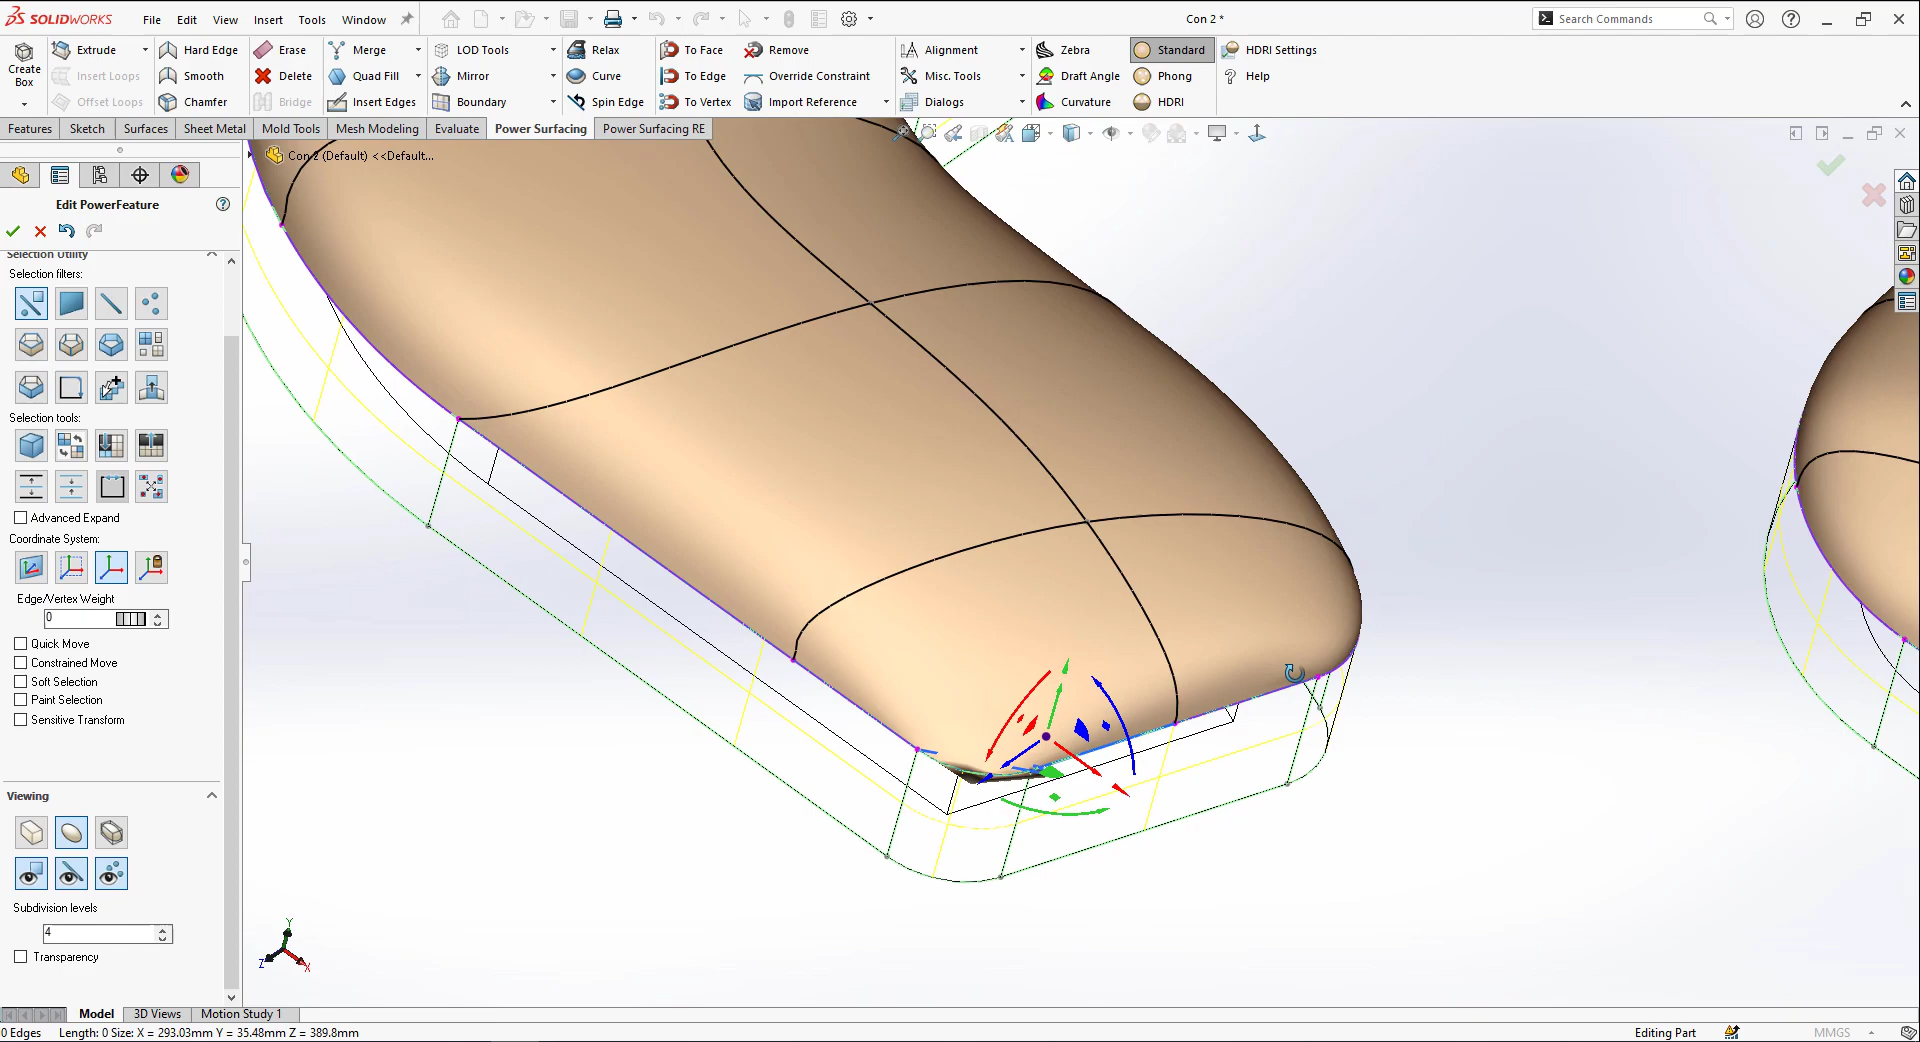 SOLIDWORKS File Edit View Insert Tools Window Con 2 * Search Commands
Create Box
Extrude Hard Edge Erase Merge LOD Tools Relax To Face Remove Alignment Zebra Standard HDRI Settings
Insert Loops Smooth Delete Quad Fill Mirror Curve To Edge Override Constraint Misc. Tools Draft Angle Phong Help
Offset Loops Chamfer Bridge Insert Edges Boundary Spin Edge To Vertex Import Reference Dialogs Curvature HDRI
Features Sketch Surfaces Sheet Metal Mold Tools Mesh Modeling Evaluate Power Surfacing Power Surfacing RE
Con 2 (Default) <<Default...
Edit PowerFeature
Selection Utility
Selection filters:
Selection tools:
Advanced Expand
Coordinate System:
Edge/Vertex Weight
0
Quick Move
Constrained Move
Soft Selection
Paint Selection
Sensitive Transform
Viewing
Subdivision levels
4
Transparency
Y
Z X
Model 3D Views Motion Study 1
0 Edges Length: 0 Size: X = 293.03mm Y = 35.48mm Z = 389.8mm Editing Part MMGS